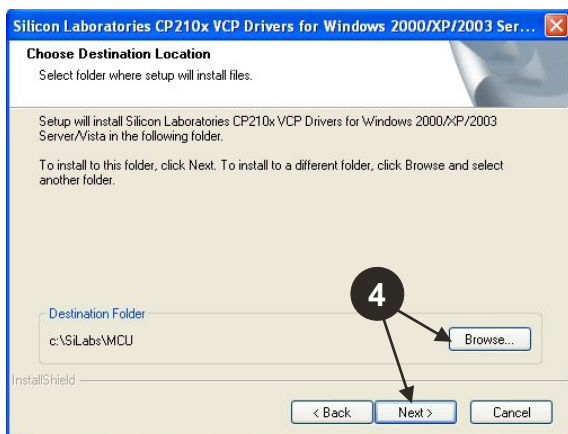 Silicon Laboratories CP210x VCP Drivers for Windows 2000/XP/2003 Ser...
Choose Destination Location
Select folder where setup will install files.
Setup will install Silicon Laboratories CP210x VCP Drivers for Windows 2000/XP/2003
Server/Vista in the following folder.
To install to this folder, click Next. To install to a different folder, click Browse and select
another folder.
4
Destination Folder
c:\SiLabs\MCU
Browse...
InstallShield
< Back
Next >
Cancel